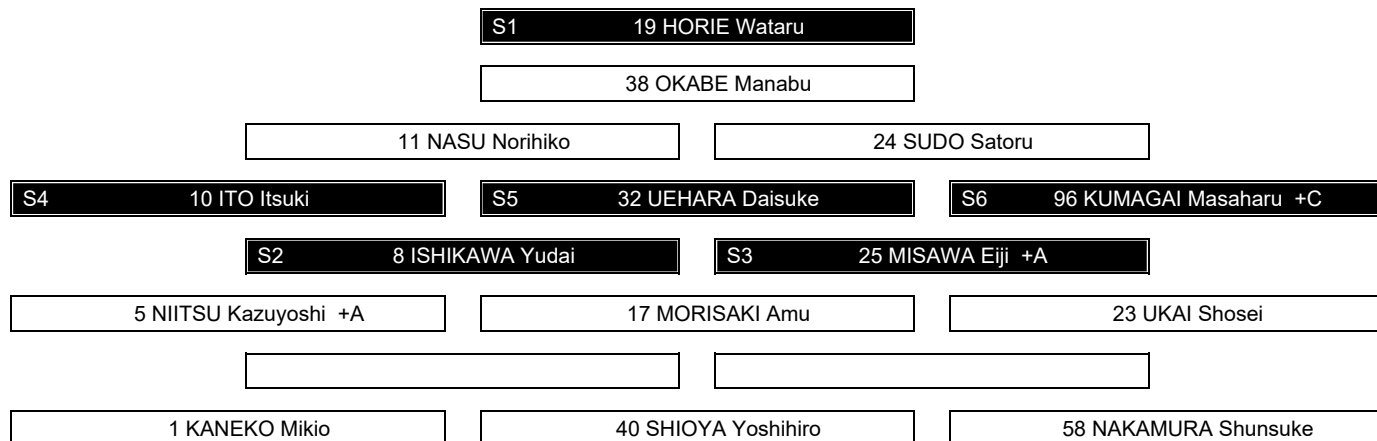 S1 19 HORIE Wataru
38 OKABE Manabu
11 NASU Norihiko 24 SUDO Satoru
S4 10 ITO Itsuki S5 32 UEHARA Daisuke S6 96 KUMAGAI Masaharu +C
S2 8 ISHIKAWA Yudai S3 25 MISAWA Eiji +A
5 NIITSU Kazuyoshi +A 17 MORISAKI Amu 23 UKAI Shosei
1 KANEKO Mikio 40 SHIOYA Yoshihiro 58 NAKAMURA Shunsuke